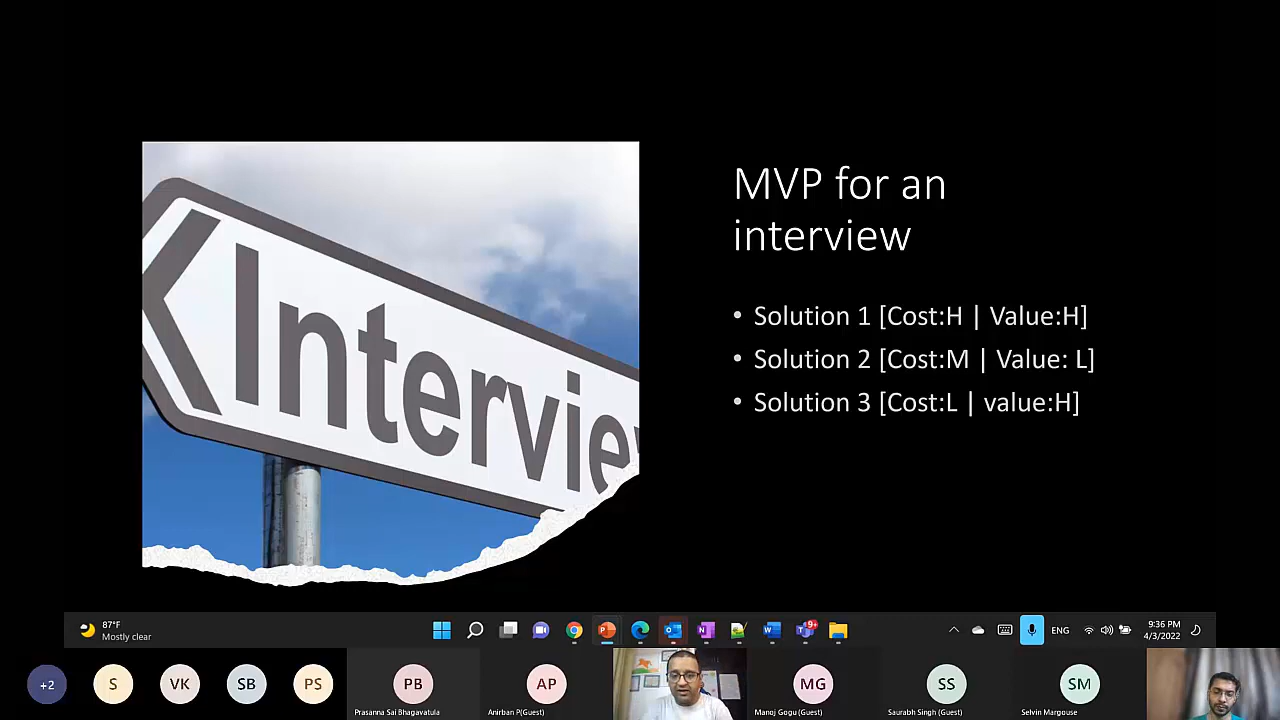 Intervie
MVP for an
interview
• Solution 1 [Cost:H | Value:H]
• Solution 2 [Cost:M | Value: L]
• Solution 3 [Cost:L | value:H]
87°F
Mostly clear
9+
ENG
9:36 PM
4/3/2022
+2
S
VK
SB
PS
PB
Prasanna Sai Bhagavatula
AP
Anirban P(Guest)
MG
Manoj Gogu (Guest)
SS
Saurabh Singh (Guest)
SM
Selvin Margouse